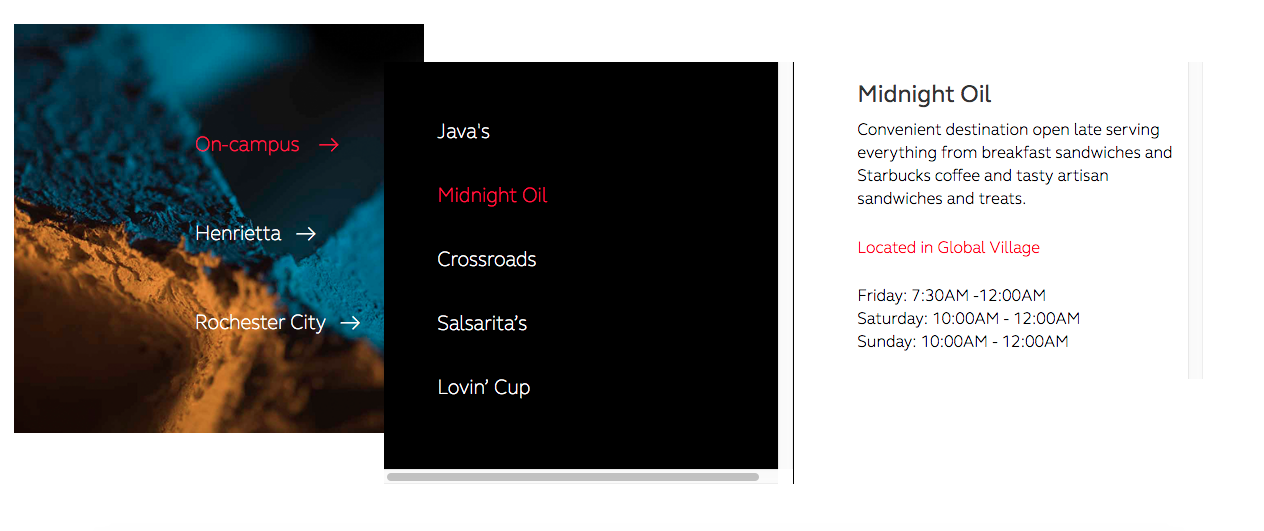 On-campus →
Henrietta →
Rochester City →
Java's
Midnight Oil
Crossroads
Salsarita’s
Lovin’ Cup
Midnight Oil
Convenient destination open late serving
everything from breakfast sandwiches and
Starbucks coffee and tasty artisan
sandwiches and treats.
Located in Global Village
Friday: 7:30AM -12:00AM
Saturday: 10:00AM - 12:00AM
Sunday: 10:00AM - 12:00AM